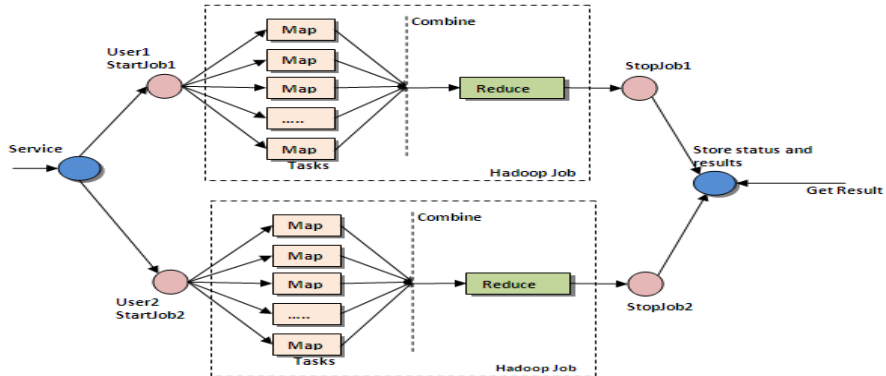 Service
User1
StartJob1
Map
Map
Map
.....
Map
Tasks
Combine
Reduce
Hadoop Job
StopJob1
User2
StartJob2
Map
Map
Map
.....
Map
Tasks
Combine
Reduce
Hadoop Job
StopJob2
Store status and
results
Get Result